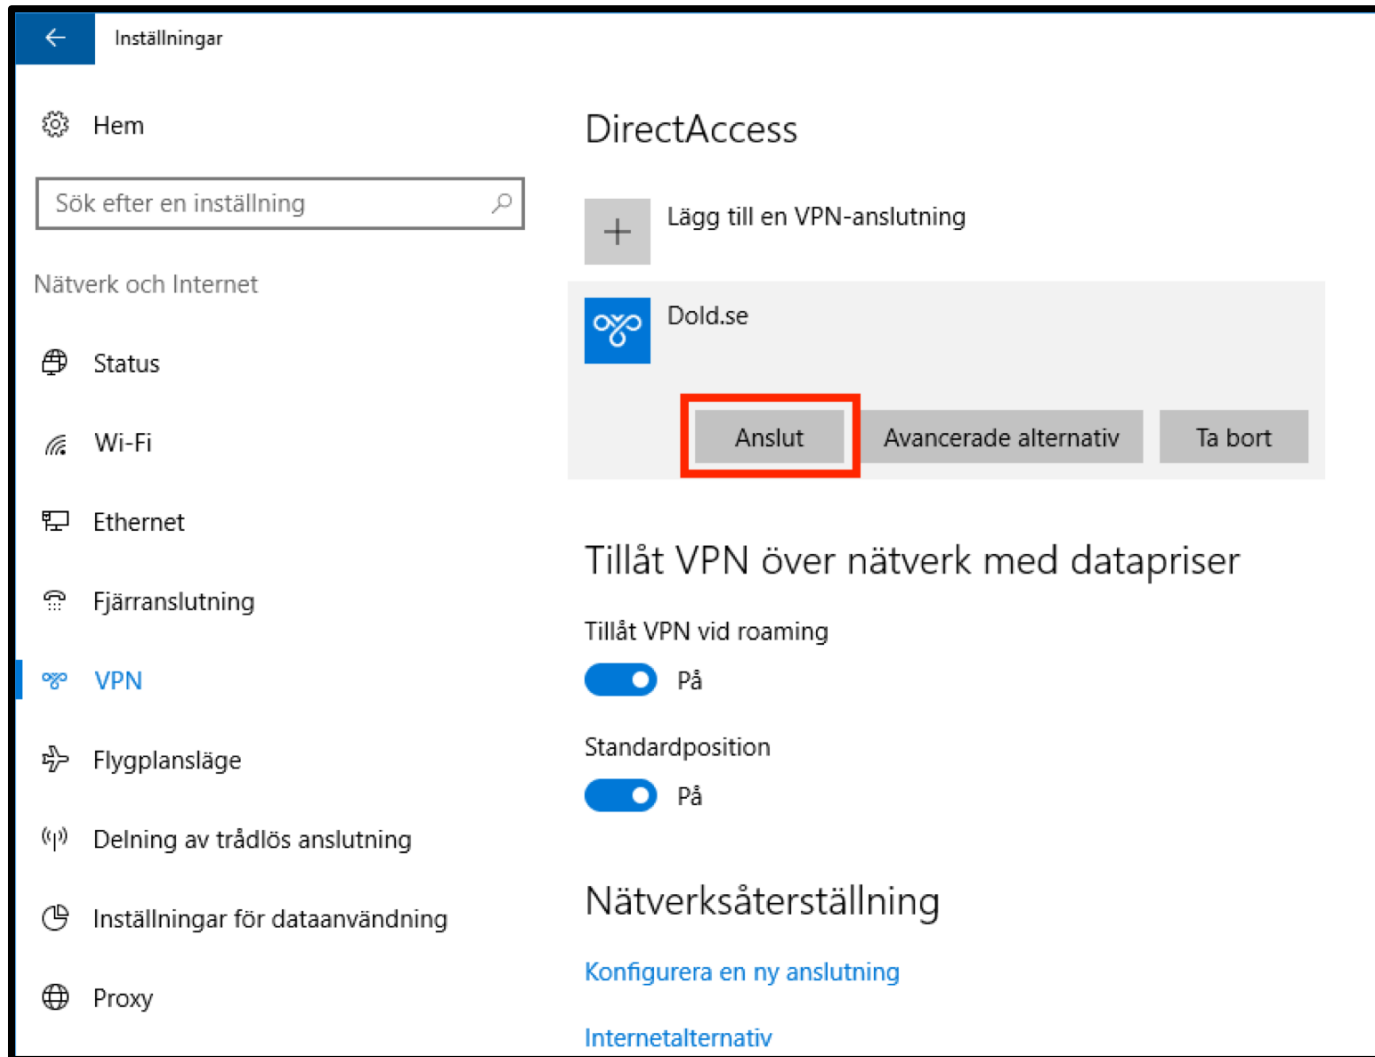 Inställningar
Hem
Sök efter en inställning
Nätverk och Internet
Status
Wi-Fi
Ethernet
Fjärranslutning
VPN
Flygplansläge
Delning av trådlös anslutning
Inställningar för dataanvändning
Proxy
DirectAccess
Lägg till en VPN-anslutning
Dold.se
Anslut
Avancerade alternativ
Ta bort
Tillåt VPN över nätverk med datapriser
Tillåt VPN vid roaming
På
Standardposition
På
Nätverksåterställning
Konfigurera en ny anslutning
Internetalternativ